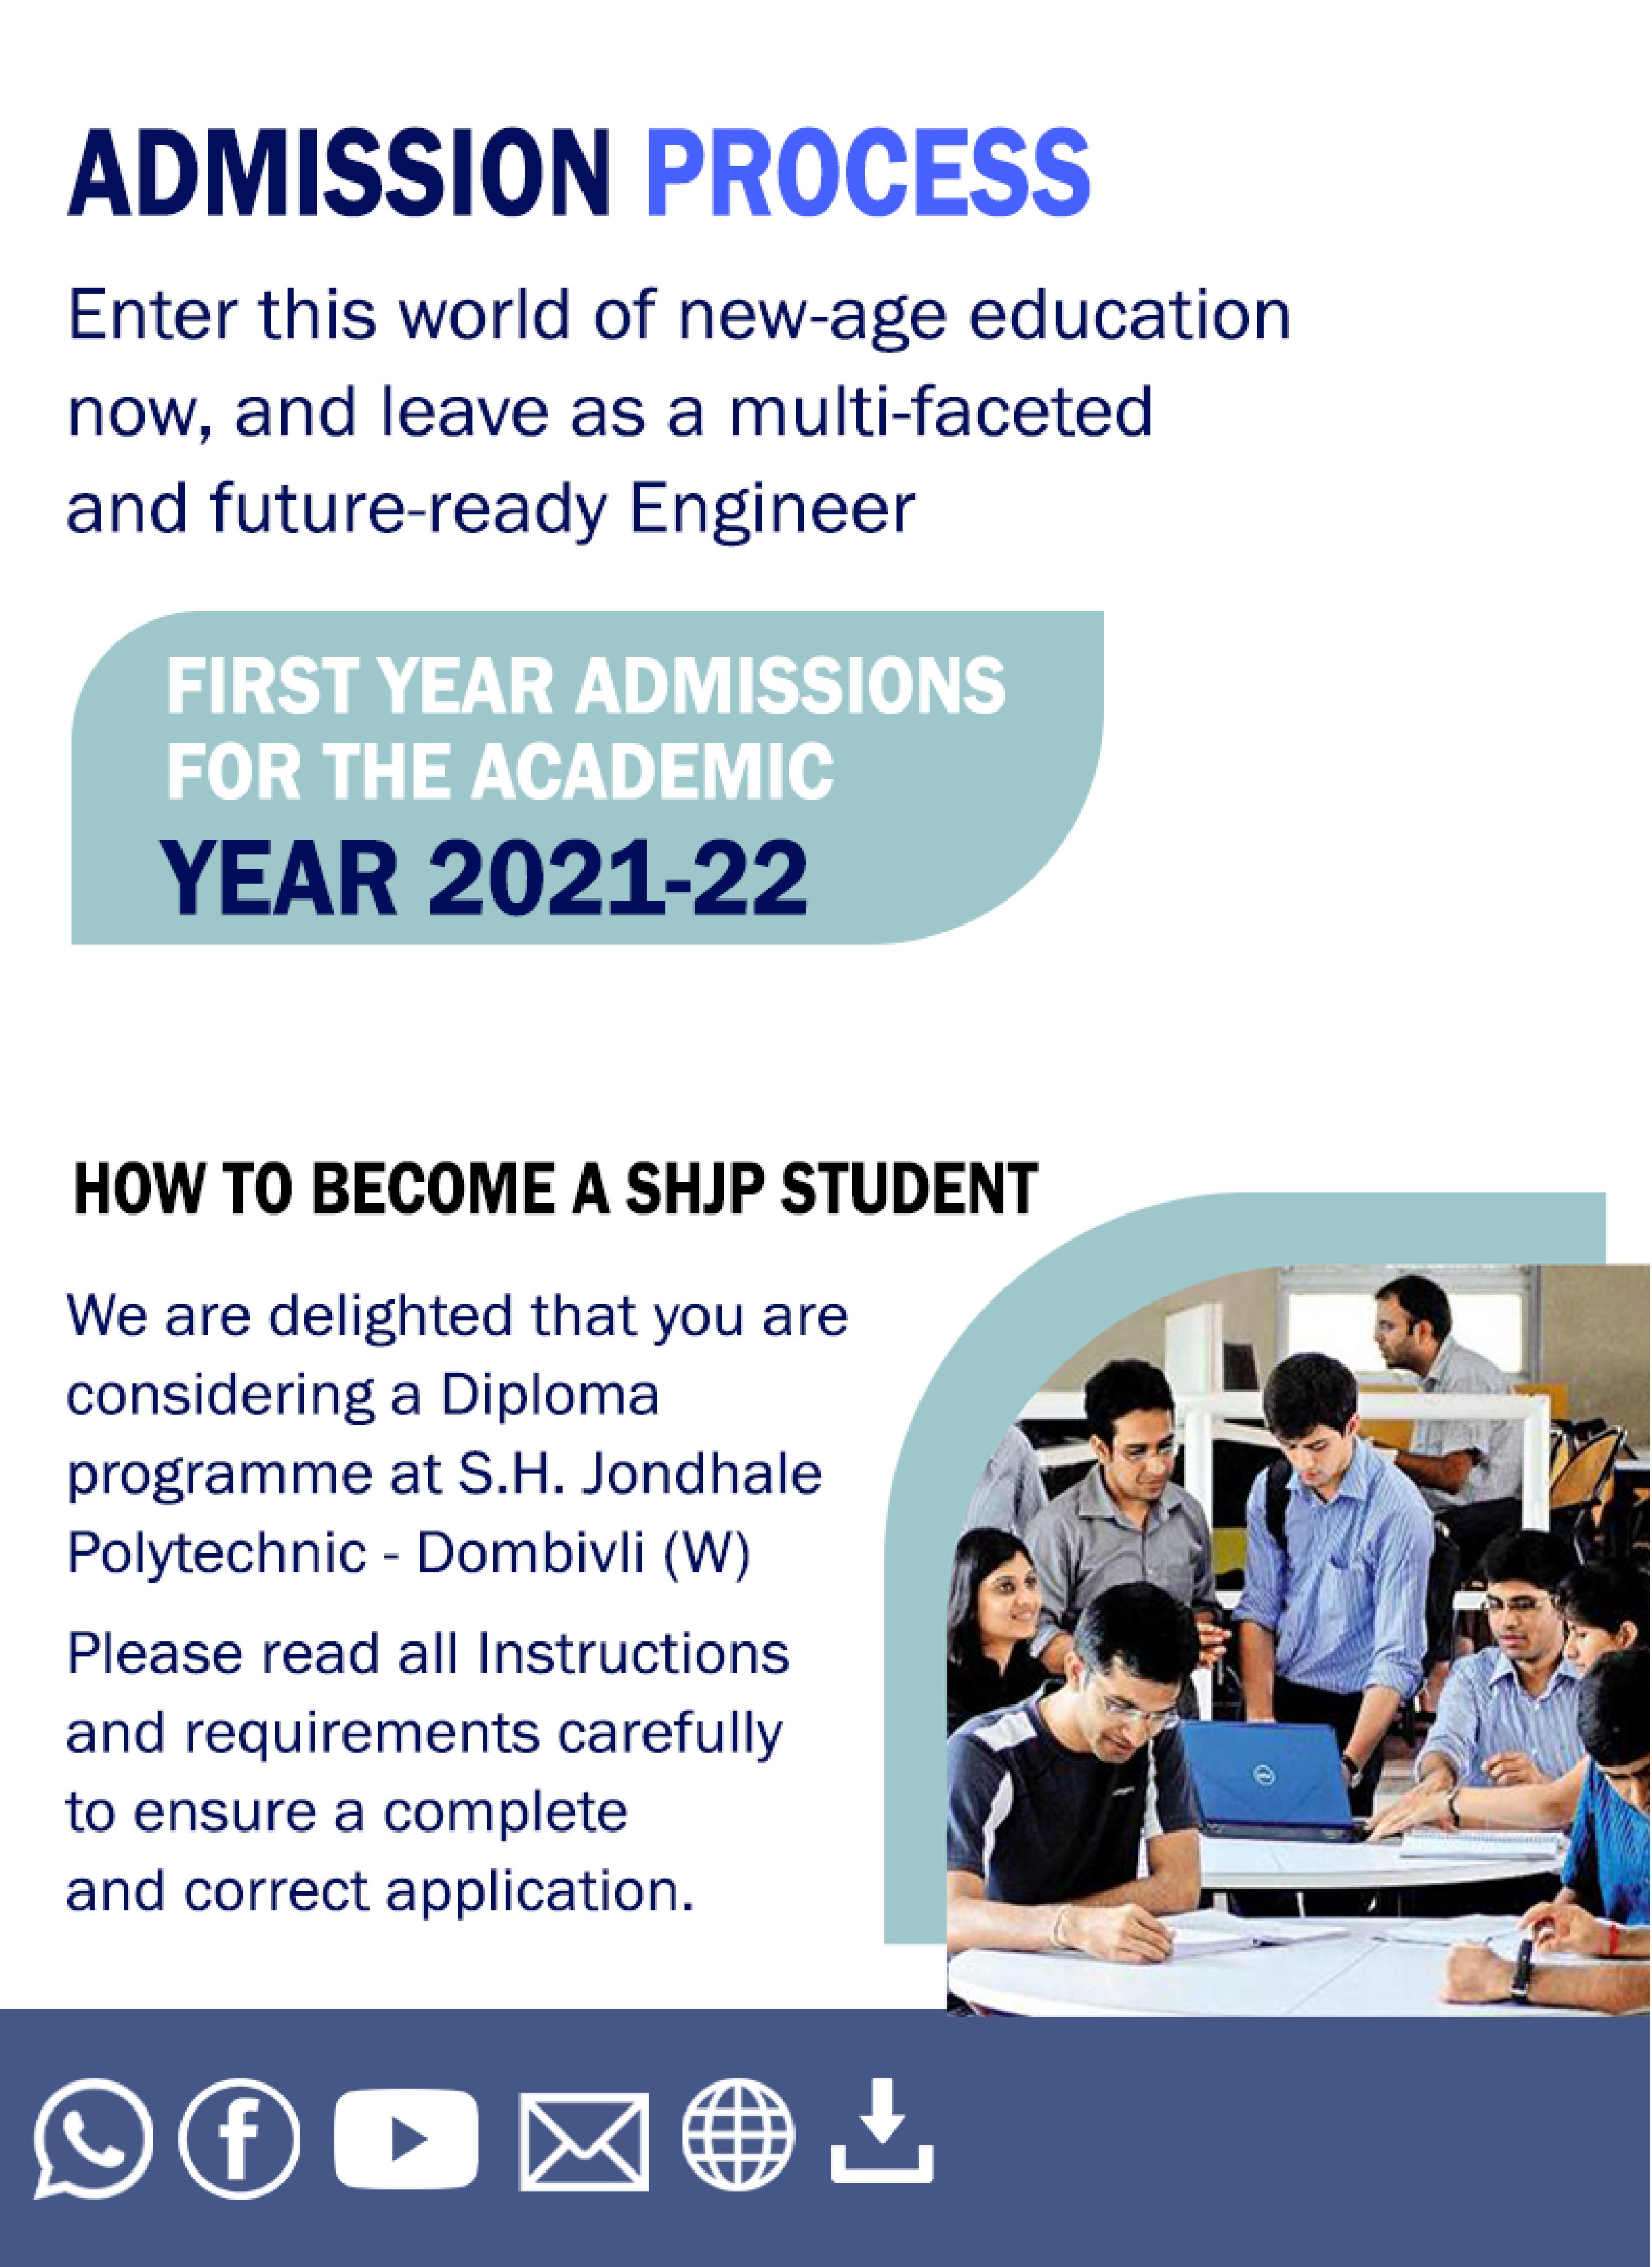 ADMISSION PROCESS
Enter this world of new-age education
now, and leave as a multi-faceted
and future-ready Engineer
FIRST YEAR ADMISSIONS
FOR THE ACADEMIC
YEAR 2021-22
HOW TO BECOME A SHJP STUDENT
We are delighted that you are
considering a Diploma
programme at S.H. Jondhale
Polytechnic - Dombivli (W)
Please read all Instructions
and requirements carefully
to ensure a complete
and correct application.